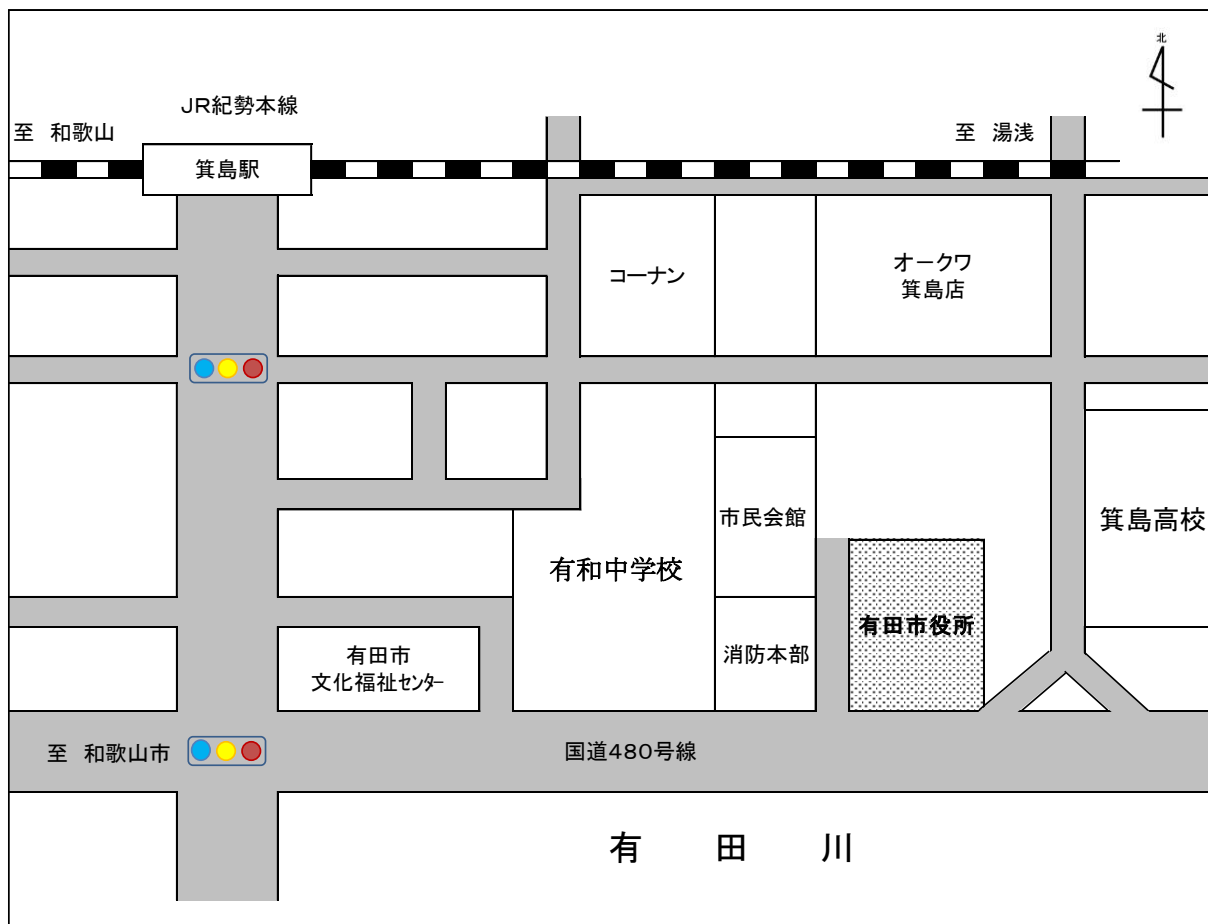 北
JR紀勢本線
至 和歌山
至 湯浅
箕島駅
コーナン
オークワ
箕島店
市民会館
箕島高校
有和中学校
有田市役所
有田市
文化福祉センター
消防本部
至 和歌山市
国道480号線
有 田 川